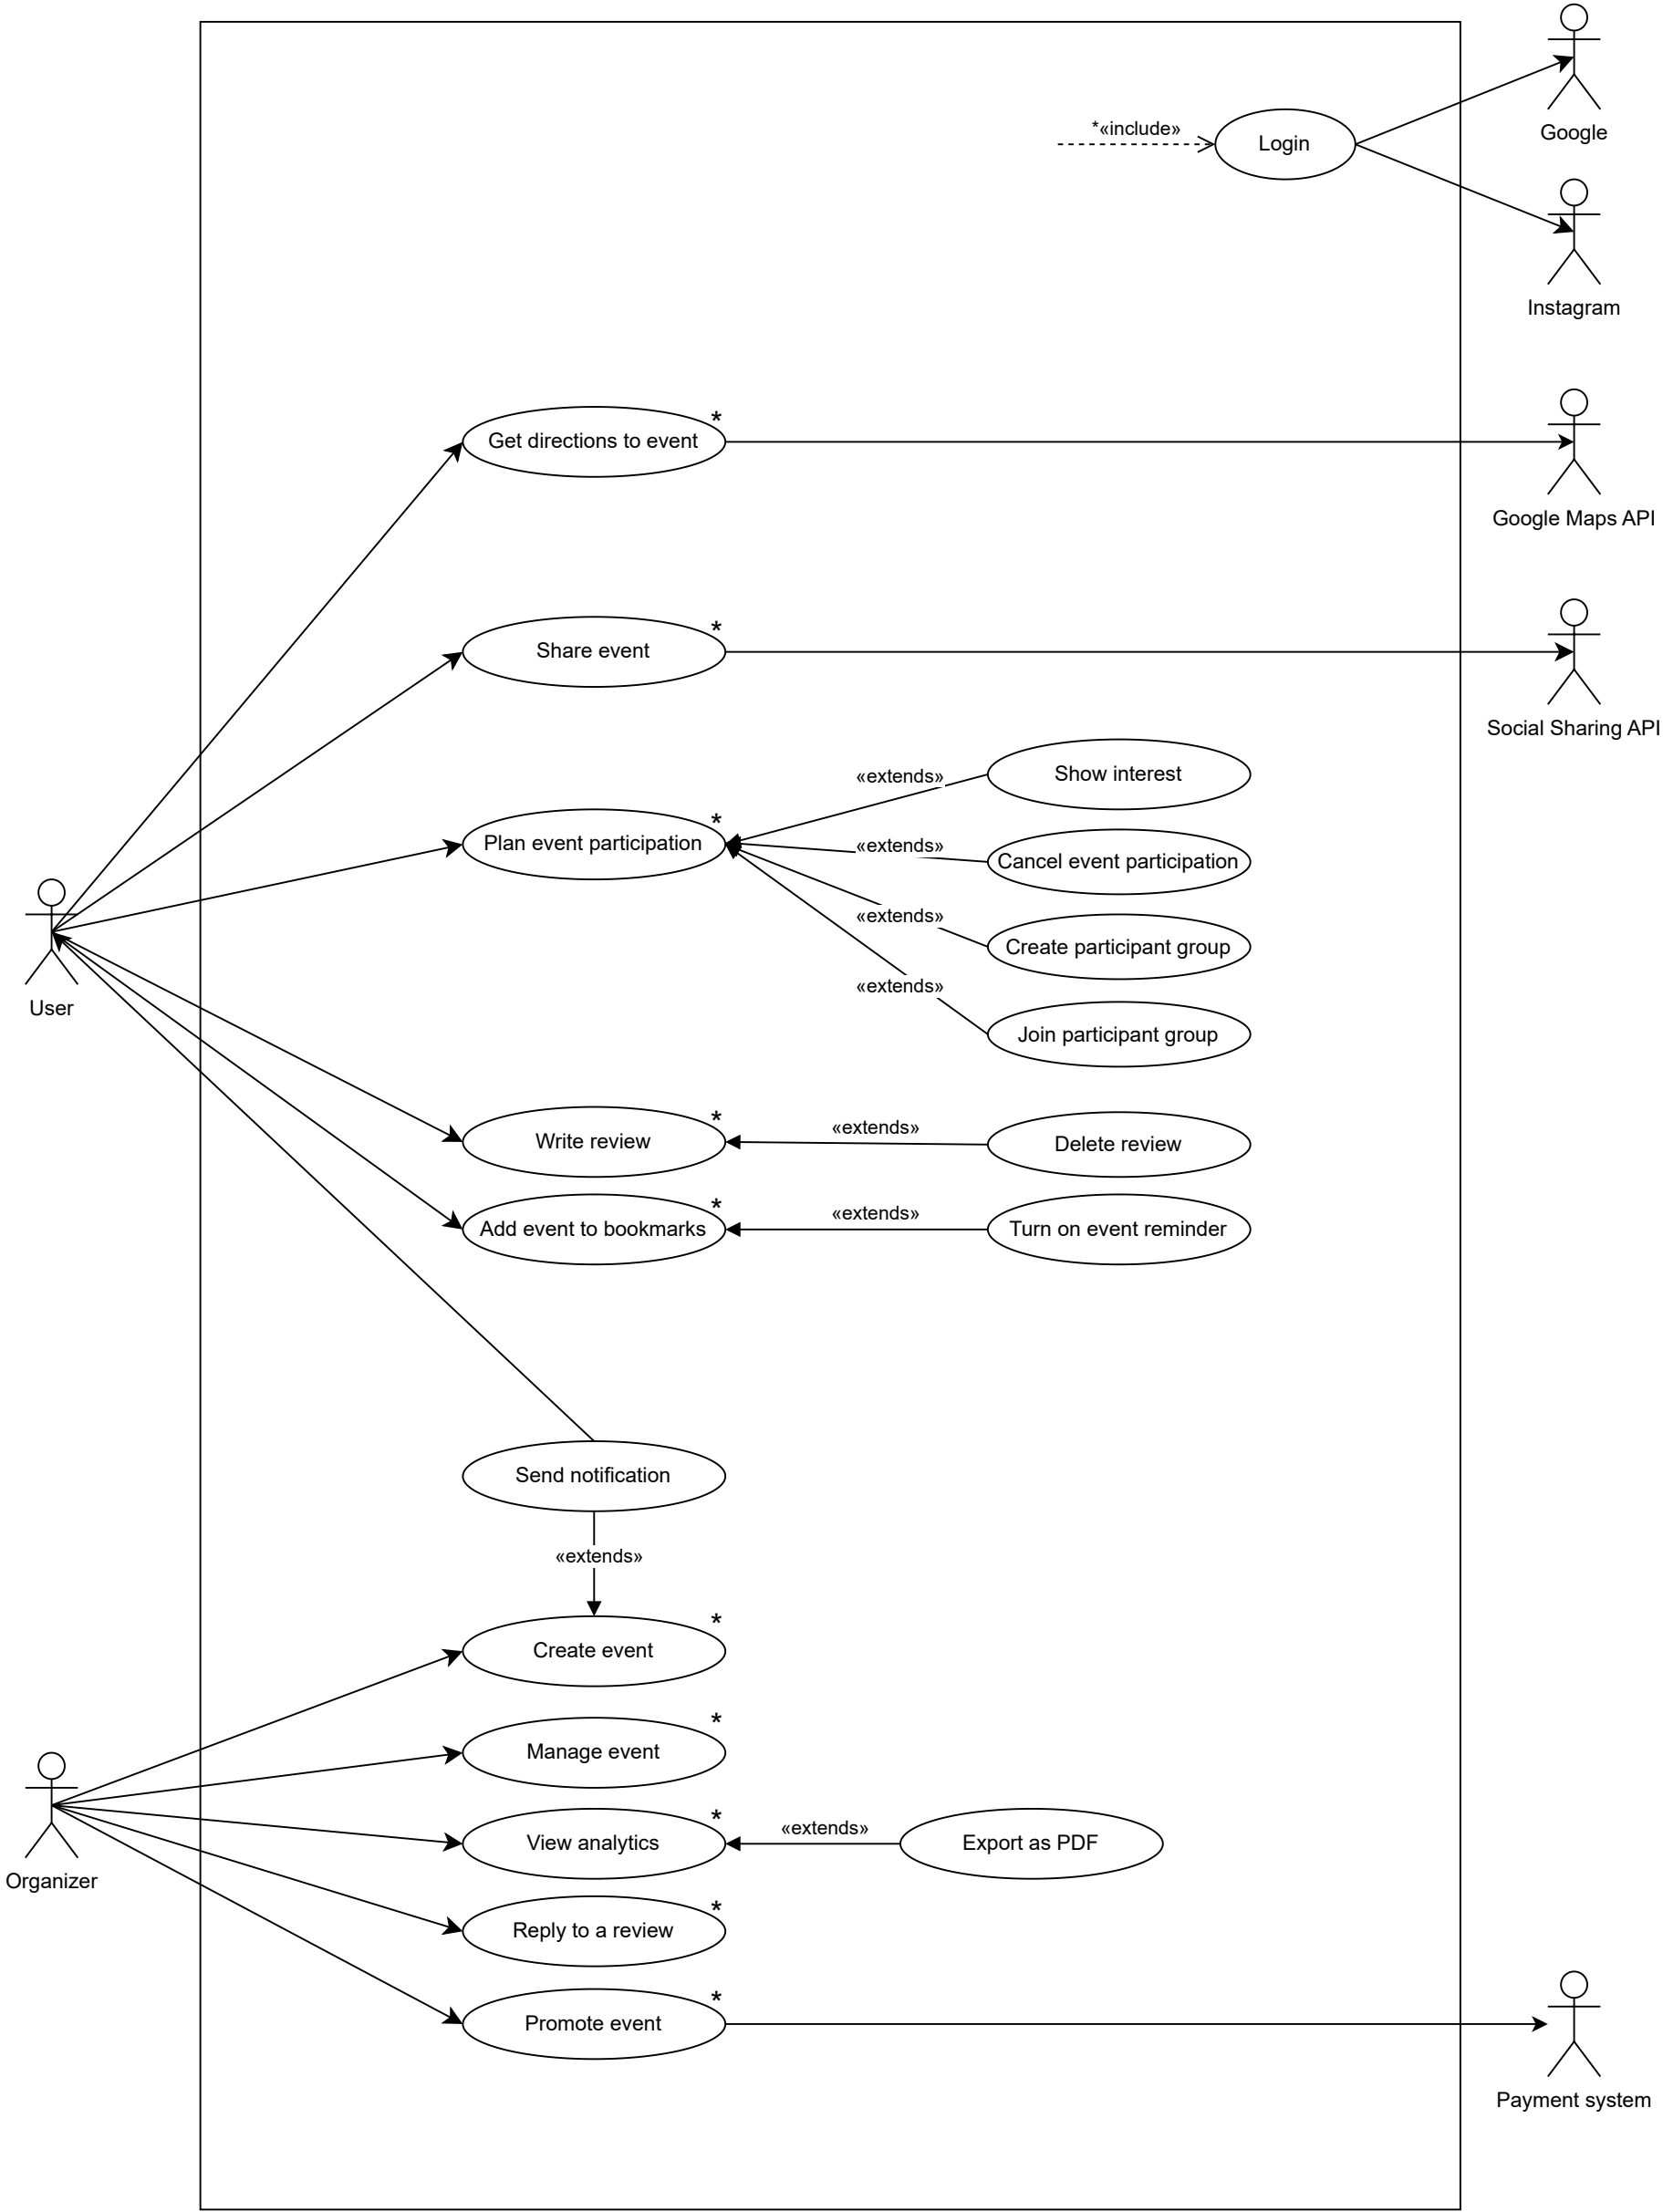 Google
*«include»
Login
Instagram
*
Get directions to event
Google Maps API
*
Share event
Social Sharing API
Show interest
«extends»
*
Plan event participation
«extends»
Cancel event participation
«extends»
Create participant group
«extends»
Join participant group
User
*
Write review
«extends»
Delete review
*
Add event to bookmarks
«extends»
Turn on event reminder
Send notification
«extends»
*
Create event
*
Manage event
*
View analytics
«extends»
Export as PDF
Organizer
*
Reply to a review
*
Promote event
Payment system